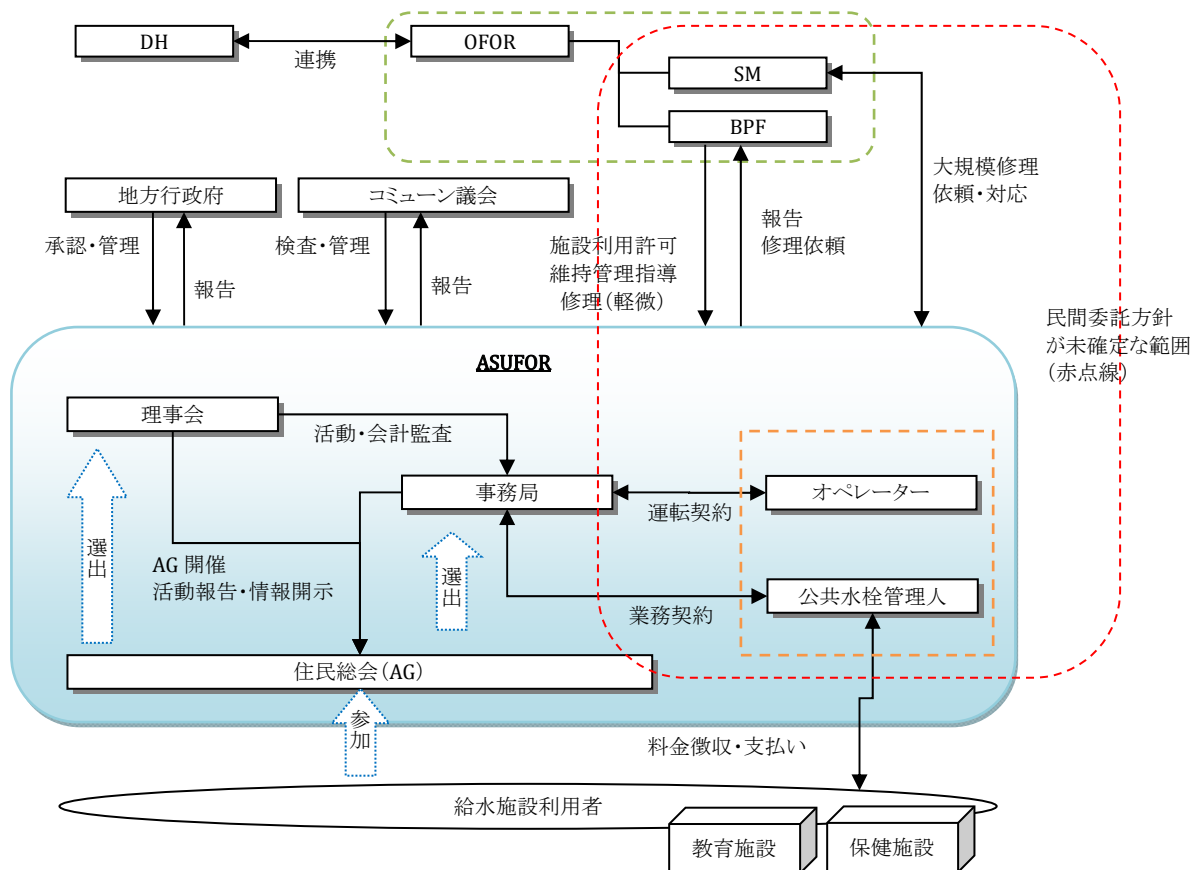 DH
OFOR
連携
SM
BPF
大規模修理
依頼・対応
地方行政府
コミューン議会
承認・管理
報告
検査・管理
報告
施設利用許可
維持管理指導
修理(軽微)
報告
修理依頼
民間委託方針
が未確定な範囲
(赤点線)
ASUFOR
理事会
活動・会計監査
事務局
オペレーター
運転契約
選出
AG 開催
活動報告・情報開示
選出
公共水栓管理人
業務契約
住民総会(AG)
参加
料金徴収・支払い
給水施設利用者
教育施設
保健施設